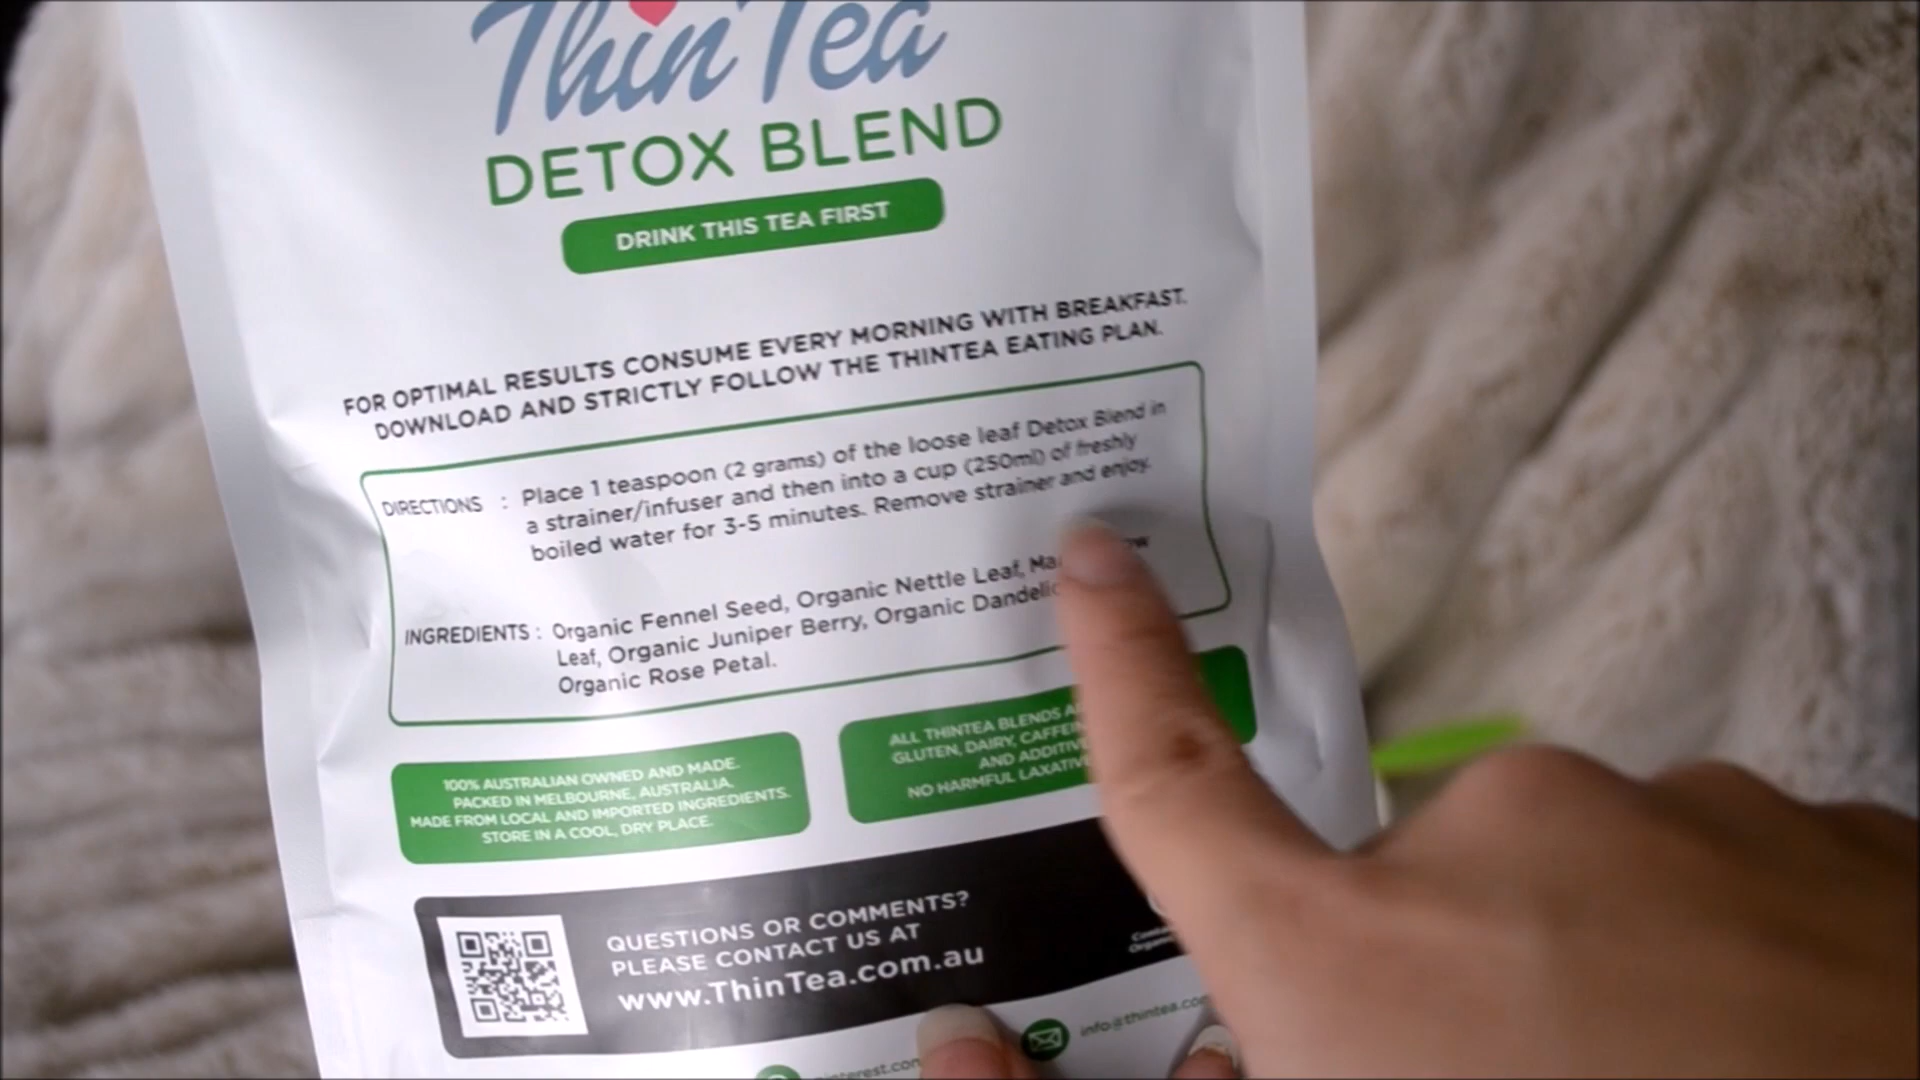 ThinTea
DETOX BLEND
DRINK THIS TEA FIRST
FOR OPTIMAL RESULTS CONSUME EVERY MORNING WITH BREAKFAST.
DOWNLOAD AND STRICTLY FOLLOW THE THINTEA EATING PLAN.
DIRECTIONS : Place 1 teaspoon (2 grams) of the loose leaf Detox Blend in
a strainer/infuser and then into a cup (250ml) of freshly
boiled water for 3-5 minutes. Remove strainer and enjoy.
INGREDIENTS : Organic Fennel Seed, Organic Nettle Leaf,
Leaf, Organic Juniper Berry, Organic
Organic Rose Petal.
100% AUSTRALIAN OWNED AND MADE.
PACKED IN MELBOURNE, AUSTRALIA.
MADE FROM LOCAL AND IMPORTED INGREDIENTS.
STORE IN A COOL, DRY PLACE.
ALL THINTEA BLENDS
GLUTEN, DAIRY,
AND
NO HARMFUL
QUESTIONS OR COMMENTS?
PLEASE CONTACT US AT
www.ThinTea.com.au